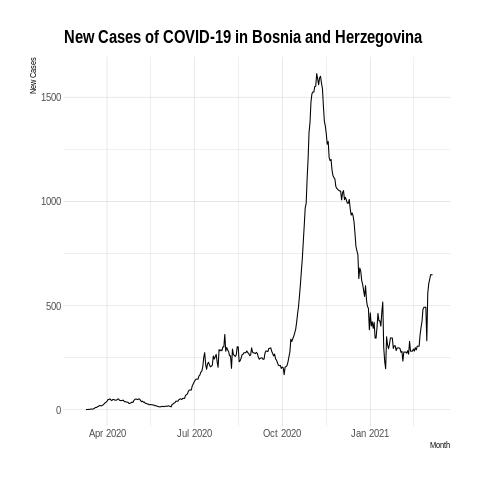 New Cases of COVID-19 in Bosnia and Herzegovina
New Cases
1500
1000
500
0
Apr 2020 Jul 2020 Oct 2020 Jan 2021
Month